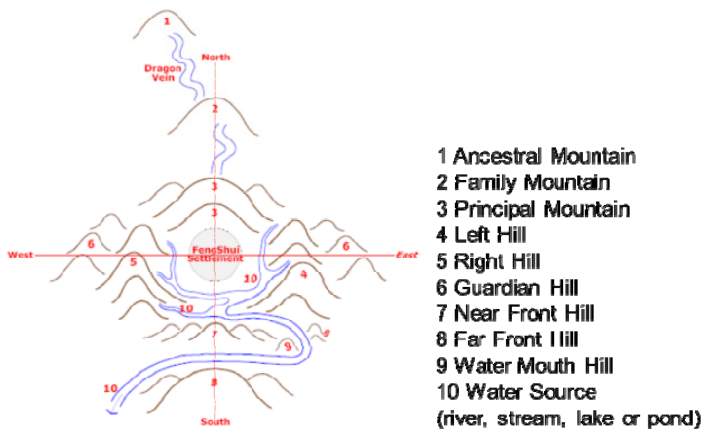 1
North
Dragon
Vein
2
3
3
6
6
West
5
FengShui
Settlement
10
4
East
10
7
9
9
8
10
South
1 Ancestral Mountain
2 Family Mountain
3 Principal Mountain
4 Left Hill
5 Right Hill
6 Guardian Hill
7 Near Front Hill
8 Far Front Hill
9 Water Mouth Hill
10 Water Source
(river, stream, lake or pond)